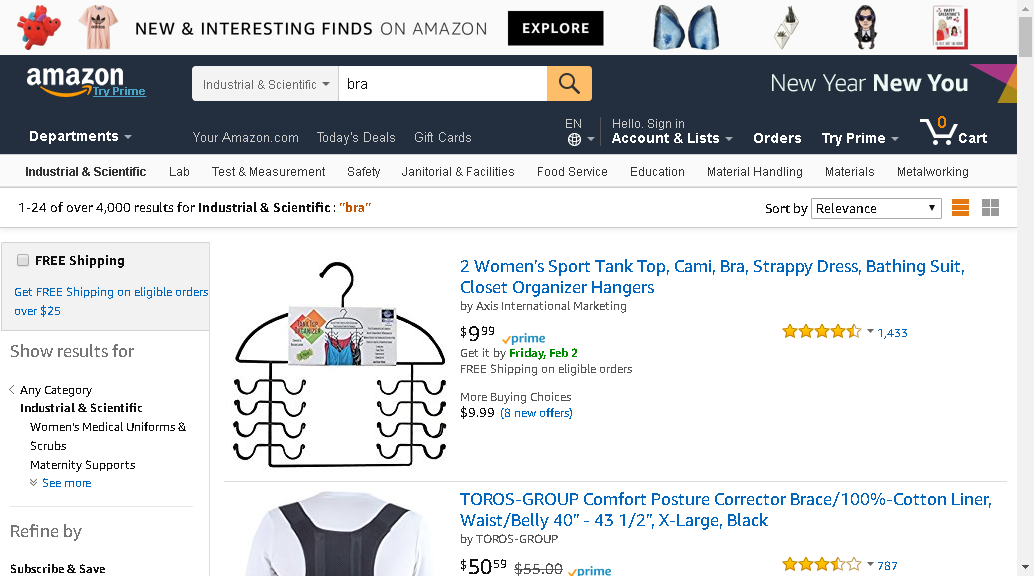 NEW & INTERESTING FINDS ON AMAZON
EXPLORE
amazon
Try Prime
Industrial & Scientific
bra
New Year New You
Departments
Your Amazon.com
Today's Deals
Gift Cards
EN
Hello. Sign in
Account & Lists
Orders
Try Prime
0
Cart
Industrial & Scientific
Lab
Test & Measurement
Safety
Janitorial & Facilities
Food Service
Education
Material Handling
Materials
Metalworking
1-24 of over 4,000 results for Industrial & Scientific : "bra"
Sort by
Relevance
FREE Shipping
Get FREE Shipping on eligible orders
over $25
Show results for
Any Category
Industrial & Scientific
Women's Medical Uniforms &
Scrubs
Maternity Supports
See more
Refine by
Subscribe & Save
TANK TOP
ORGANIZER
2 Women's Sport Tank Top, Cami, Bra, Strappy Dress, Bathing Suit,
Closet Organizer Hangers
by Axis International Marketing
$9.99
prime
Get it by Friday, Feb 2
FREE Shipping on eligible orders
More Buying Choices
$9.99 (8 new offers)
1,433
TOROS-GROUP Comfort Posture Corrector Brace/100%-Cotton Liner,
Waist/Belly 40" - 43 1/2", X-Large, Black
by TOROS-GROUP
$50.59 $55.00 prime
787